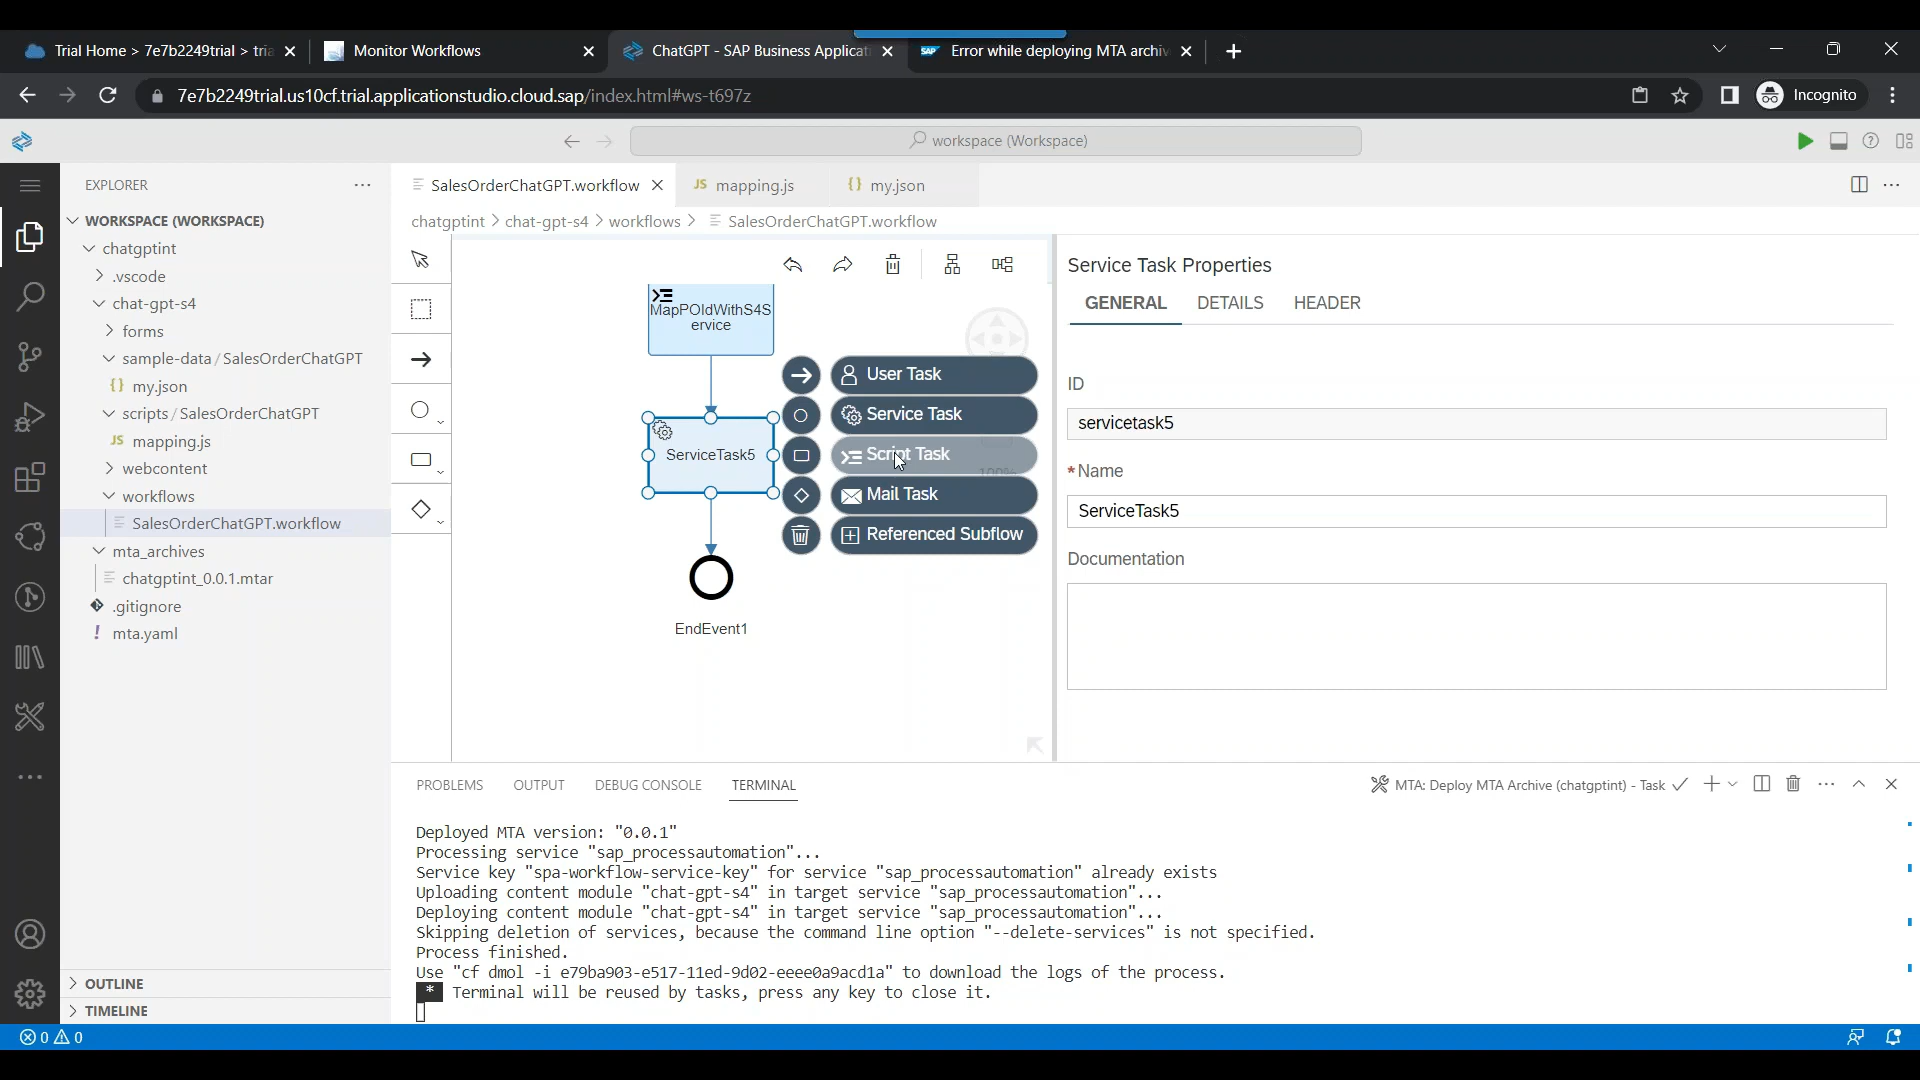 Trial Home > 7e7b2249trial > tria
Monitor Workflows
ChatGPT - SAP Business Applicat
SAP
Error while deploying MTA archiv
7e7b2249trial.us10cf.trial.applicationstudio.cloud.sap/index.html#ws-t697z
Incognito
workspace (Workspace)
EXPLORER
WORKSPACE (WORKSPACE)
chatgptint
.vscode
chat-gpt-s4
forms
sample-data / SalesOrderChatGPT
{} my.json
scripts / SalesOrderChatGPT
JS mapping.js
webcontent
workflows
SalesOrderChatGPT.workflow
mta_archives
chatgptint_0.0.1.mtar
.gitignore
! mta.yaml
OUTLINE
TIMELINE
SalesOrderChatGPT.workflow
JS mapping.js
{} my.json
chatgptint > chat-gpt-s4 > workflows > SalesOrderChatGPT.workflow
MapPOIdWithS4S
ervice
ServiceTask5
EndEvent1
User Task
Service Task
Script Task
100%
Mail Task
Referenced Subflow
Service Task Properties
GENERAL
DETAILS
HEADER
ID
servicetask5
*Name
ServiceTask5
Documentation
PROBLEMS
OUTPUT
DEBUG CONSOLE
TERMINAL
MTA: Deploy MTA Archive (chatgptint) - Task
Deployed MTA version: "0.0.1"
Processing service "sap_processautomation"...
Service key "spa-workflow-service-key" for service "sap_processautomation" already exists
Uploading content module "chat-gpt-s4" in target service "sap_processautomation"...
Deploying content module "chat-gpt-s4" in target service "sap_processautomation"...
Skipping deletion of services, because the command line option "--delete-services" is not specified.
Process finished.
Use "cf dmol -i e79ba903-e517-11ed-9d02-eeee0a9acd1a" to download the logs of the process.
* Terminal will be reused by tasks, press any key to close it.
0 0